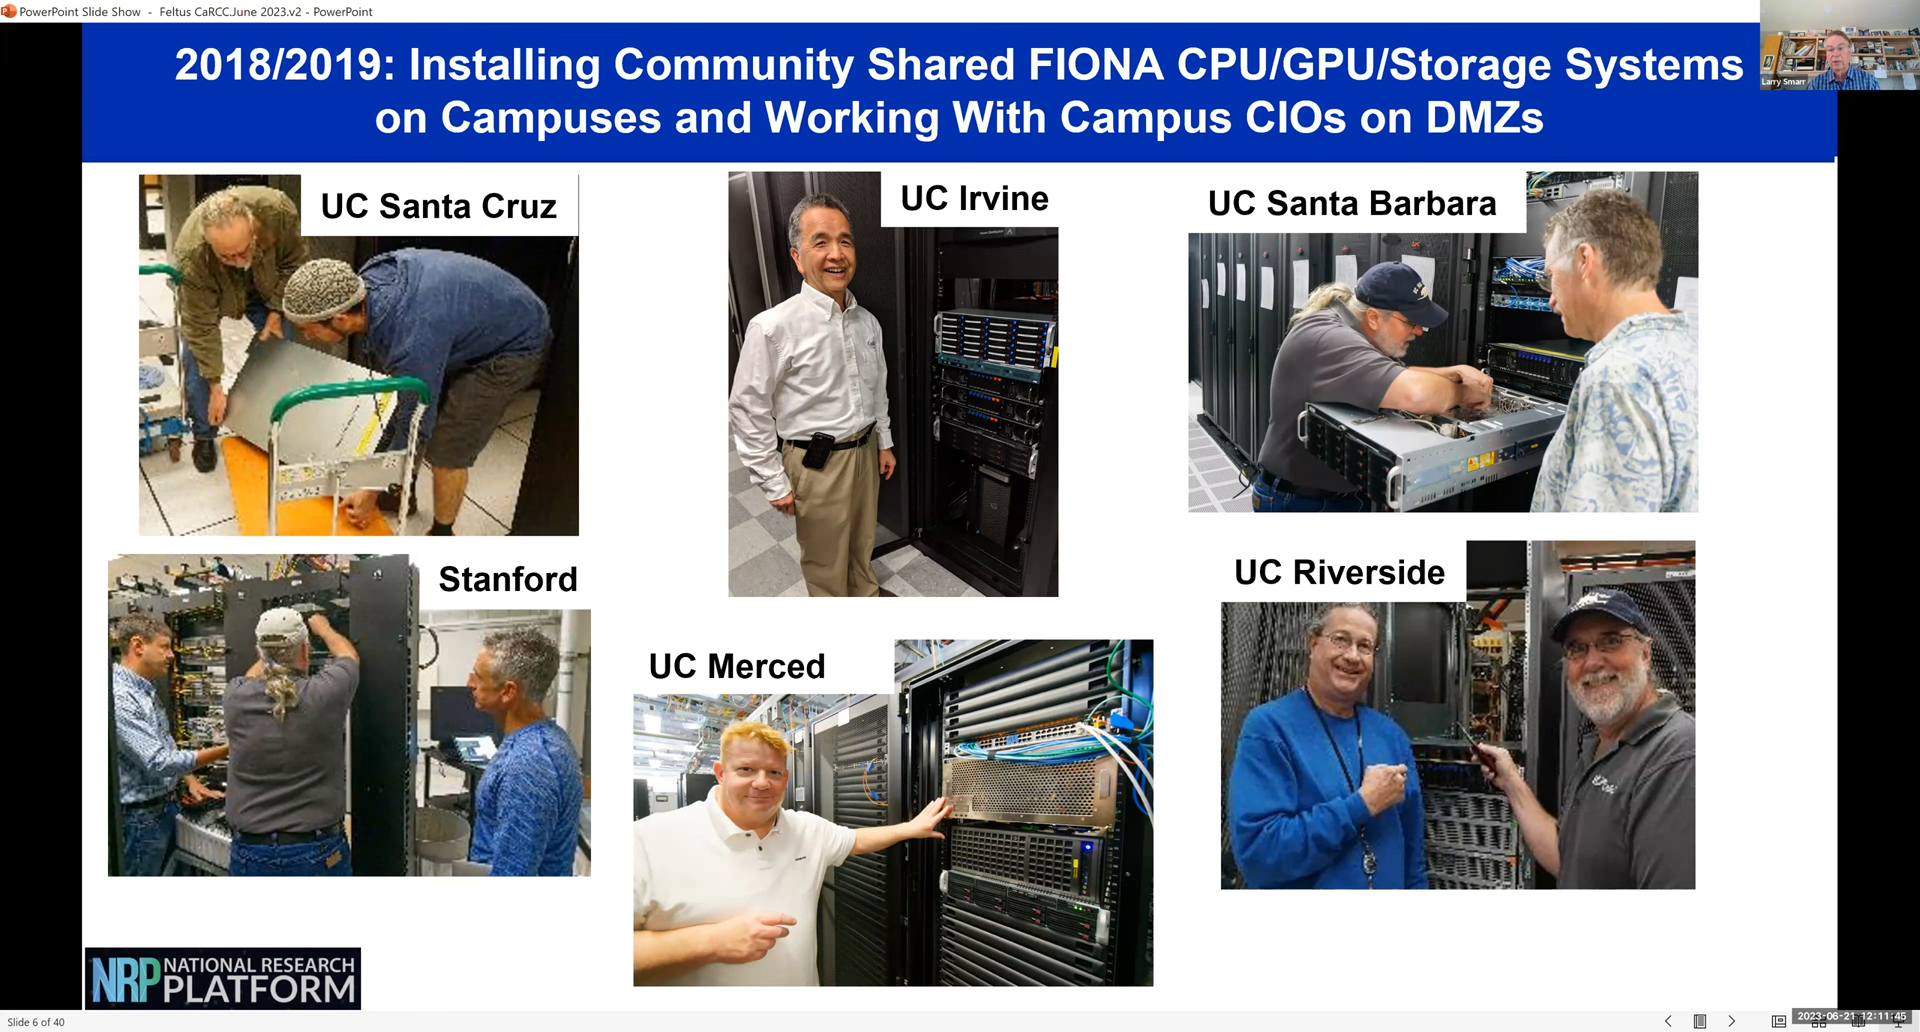 PowerPoint Slide Show - Feltus CaRCC.June 2023.v2 - PowerPoint
2018/2019: Installing Community Shared FIONA CPU/GPU/Storage Systems
on Campuses and Working With Campus CIOs on DMZs
Larry Smarr
UC Santa Cruz
UC Irvine
UC Santa Barbara
Stanford
UC Merced
UC Riverside
NRP NATIONAL RESEARCH
PLATFORM
Slide 6 of 40
2023-06-21 12:11:45